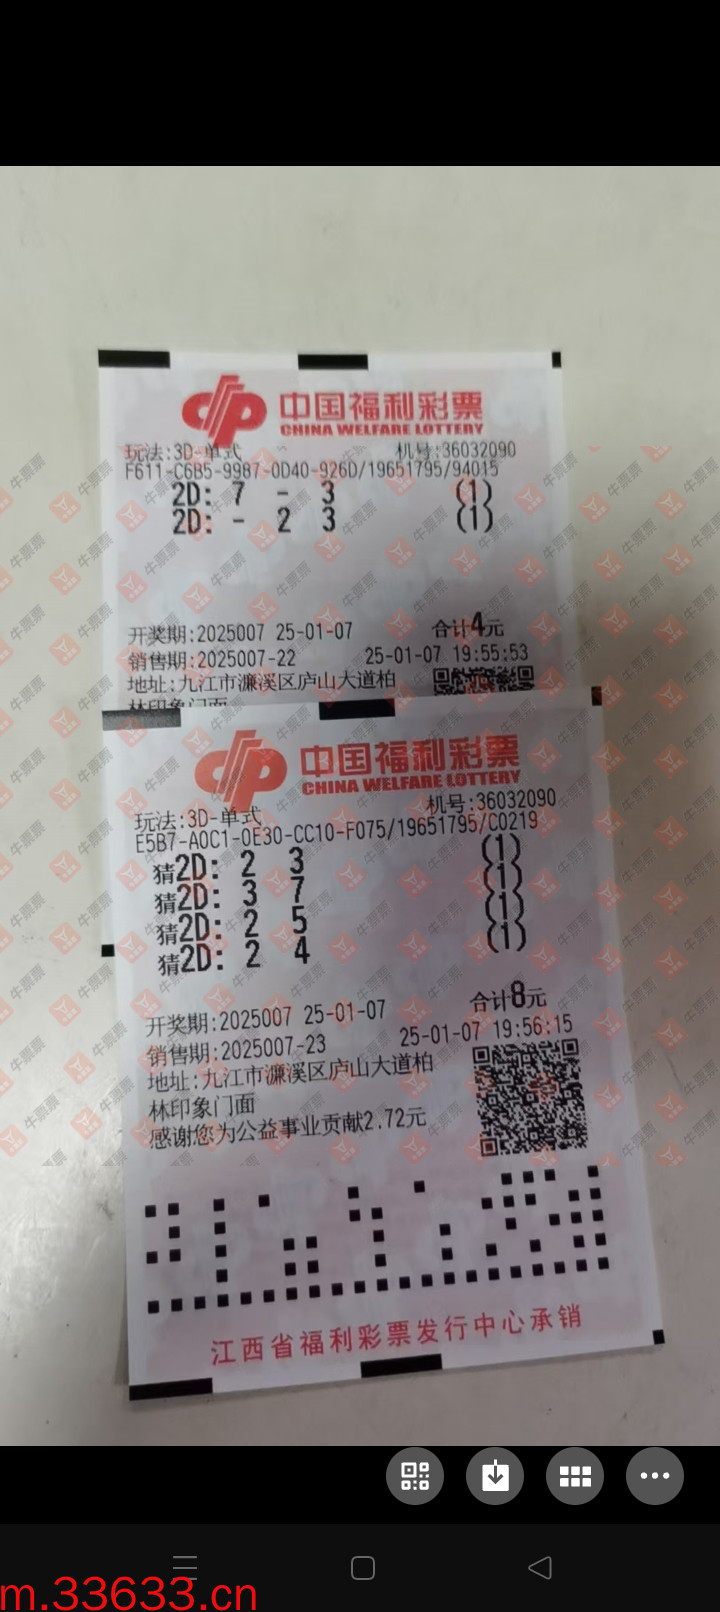 中国福利彩票
CHINA WELFARE LOTTERY
玩法:3D-单式 机号:36032090
F611-C6B5-9987-0D40-926D/19651795/94015
2D: 7 - 3 (1)
2D: - 2 3 (1)
开奖期:2025007 25-01-07 合计4元
销售期:2025007-22 25-01-07 19:55:53
地址:九江市濂溪区庐山大道柏
林印象门面
中国福利彩票
CHINA WELFARE LOTTERY
玩法:3D-单式 机号:36032090
E5B7-A0C1-0E30-CC10-F075/19651795/C0219
猜2D: 2 3 (1)
猜2D: 3 7 (1)
猜2D: 2 5 (1)
猜2D: 2 4 (1)
开奖期:2025007 25-01-07 合计8元
销售期:2025007-23 25-01-07 19:56:15
地址:九江市濂溪区庐山大道柏
林印象门面
感谢您为公益事业贡献2.72元
江西省福利彩票发行中心承销
牛票票
m.33633.cn